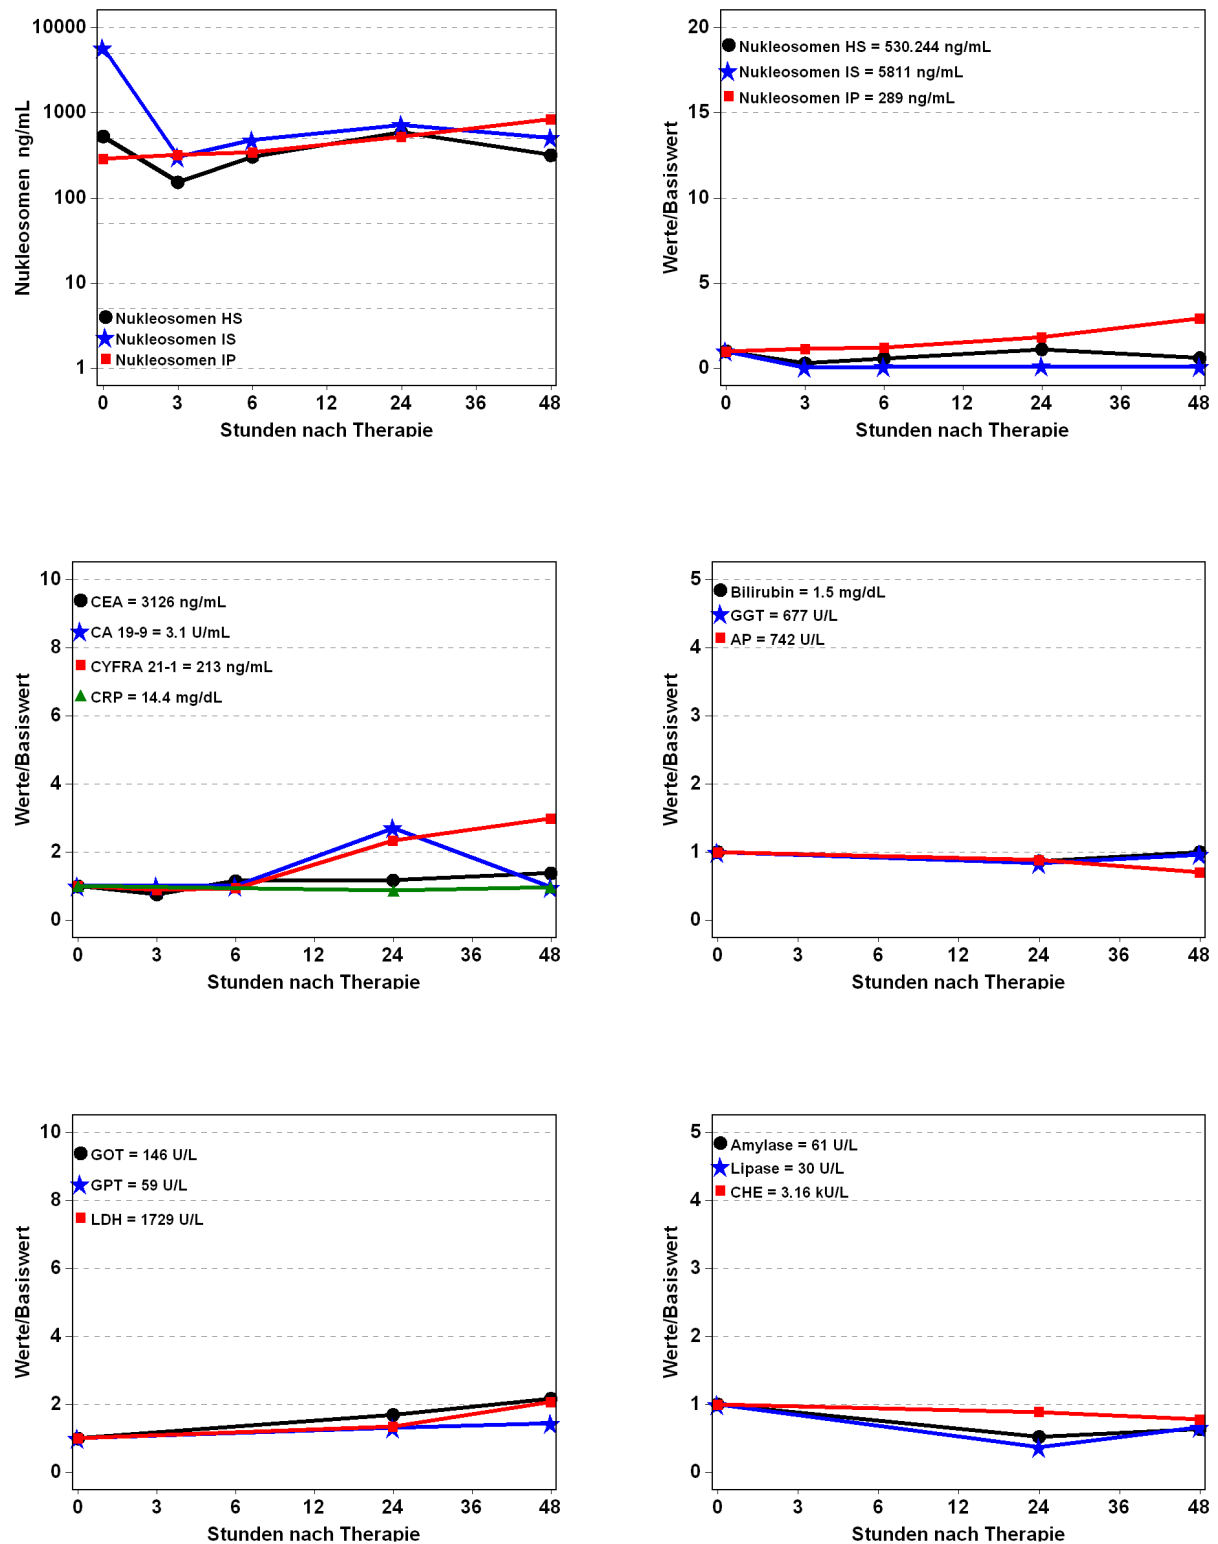 10000
1000
100
10
1
Nukleosomen ng/mL
Nukleosomen HS
Nukleosomen IS
Nukleosomen IP
0 3 6 12 24 36 48
Stunden nach Therapie
20
15
10
5
0
Werte/Basiswert
Nukleosomen HS = 530.244 ng/mL
Nukleosomen IS = 5811 ng/mL
Nukleosomen IP = 289 ng/mL
0 3 6 12 24 36 48
Stunden nach Therapie
10
8
6
4
2
0
Werte/Basiswert
CEA = 3126 ng/mL
CA 19-9 = 3.1 U/mL
CYFRA 21-1 = 213 ng/mL
CRP = 14.4 mg/dL
0 3 6 12 24 36 48
Stunden nach Therapie
5
4
3
2
1
0
Werte/Basiswert
Bilirubin = 1.5 mg/dL
GGT = 677 U/L
AP = 742 U/L
0 3 6 12 24 36 48
Stunden nach Therapie
10
8
6
4
2
0
Werte/Basiswert
GOT = 146 U/L
GPT = 59 U/L
LDH = 1729 U/L
0 3 6 12 24 36 48
Stunden nach Therapie
5
4
3
2
1
0
Werte/Basiswert
Amylase = 61 U/L
Lipase = 30 U/L
CHE = 3.16 kU/L
0 3 6 12 24 36 48
Stunden nach Therapie